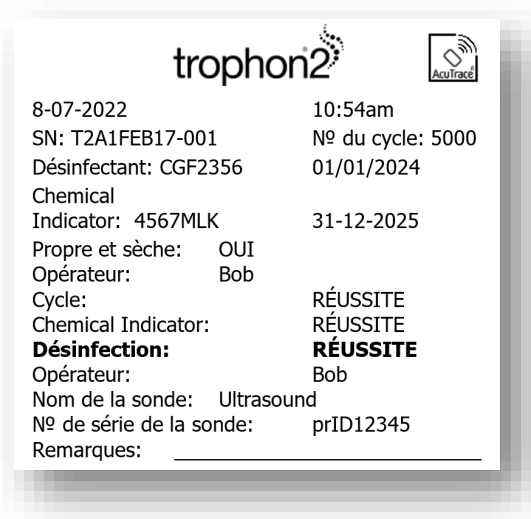 trophon2
AcuTrace®
8-07-2022 10:54am
SN: T2A1FEB17-001 Nº du cycle: 5000
Désinfectant: CGF2356 01/01/2024
Chemical
Indicator: 4567MLK 31-12-2025
Propre et sèche: OUI
Opérateur: Bob
Cycle: RÉUSSITE
Chemical Indicator: RÉUSSITE
Désinfection: RÉUSSITE
Opérateur: Bob
Nom de la sonde: Ultrasound
Nº de série de la sonde: prID12345
Remarques: